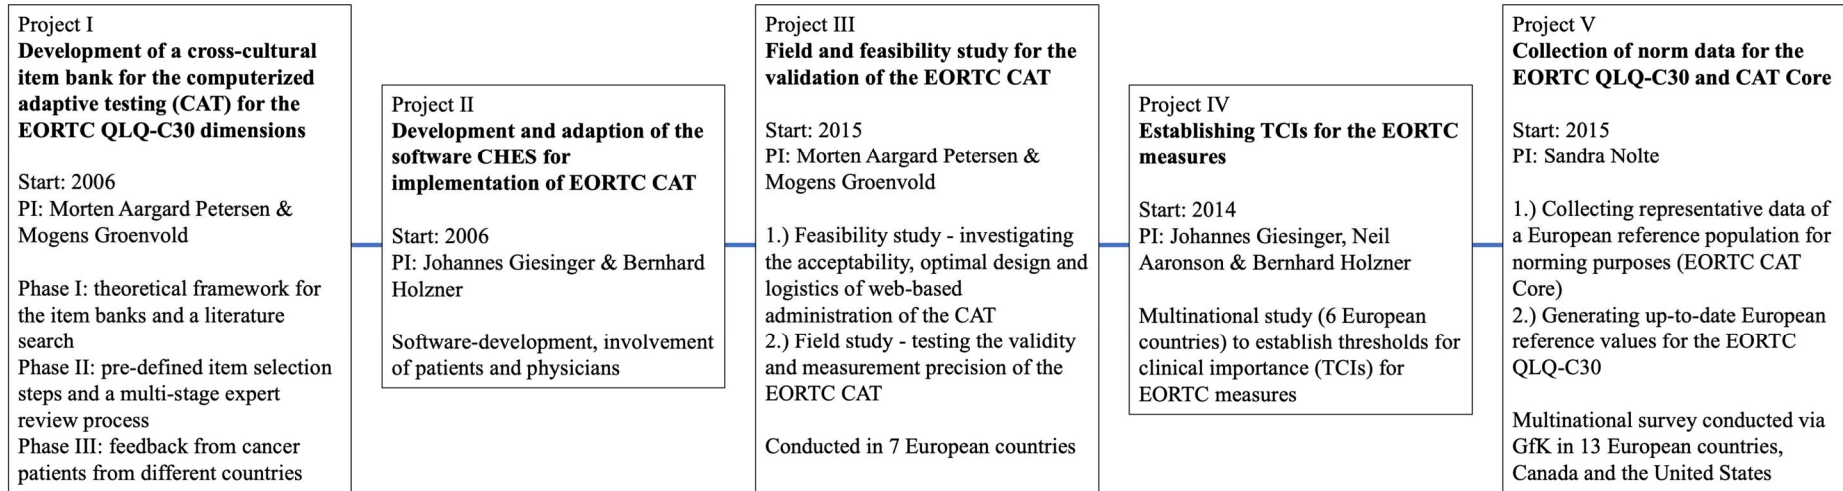 Project I
Development of a cross-cultural
item bank for the computerized
adaptive testing (CAT) for the
EORTC QLQ-C30 dimensions
Start: 2006
PI: Morten Aargard Petersen &
Mogens Groenvold
Phase I: theoretical framework for
the item banks and a literature
search
Phase II: pre-defined item selection
steps and a multi-stage expert
review process
Phase III: feedback from cancer
patients from different countries
Project II
Development and adaption of the
software CHES for
implementation of EORTC CAT
Start: 2006
PI: Johannes Giesinger & Bernhard
Holzner
Software-development, involvement
of patients and physicians
Project III
Field and feasibility study for the
validation of the EORTC CAT
Start: 2015
PI: Morten Aargard Petersen &
Mogens Groenvold
1.) Feasibility study - investigating
the acceptability, optimal design and
logistics of web-based
administration of the CAT
2.) Field study - testing the validity
and measurement precision of the
EORTC CAT
Conducted in 7 European countries
Project IV
Establishing TCIs for the EORTC
measures
Start: 2014
PI: Johannes Giesinger, Neil
Aaronson & Bernhard Holzner
Multinational study (6 European
countries) to establish thresholds for
clinical importance (TCIs) for
EORTC measures
Project V
Collection of norm data for the
EORTC QLQ-C30 and CAT Core
Start: 2015
PI: Sandra Nolte
1.) Collecting representative data of
a European reference population for
norming purposes (EORTC CAT
Core)
2.) Generating up-to-date European
reference values for the EORTC
QLQ-C30
Multinational survey conducted via
GfK in 13 European countries,
Canada and the United States